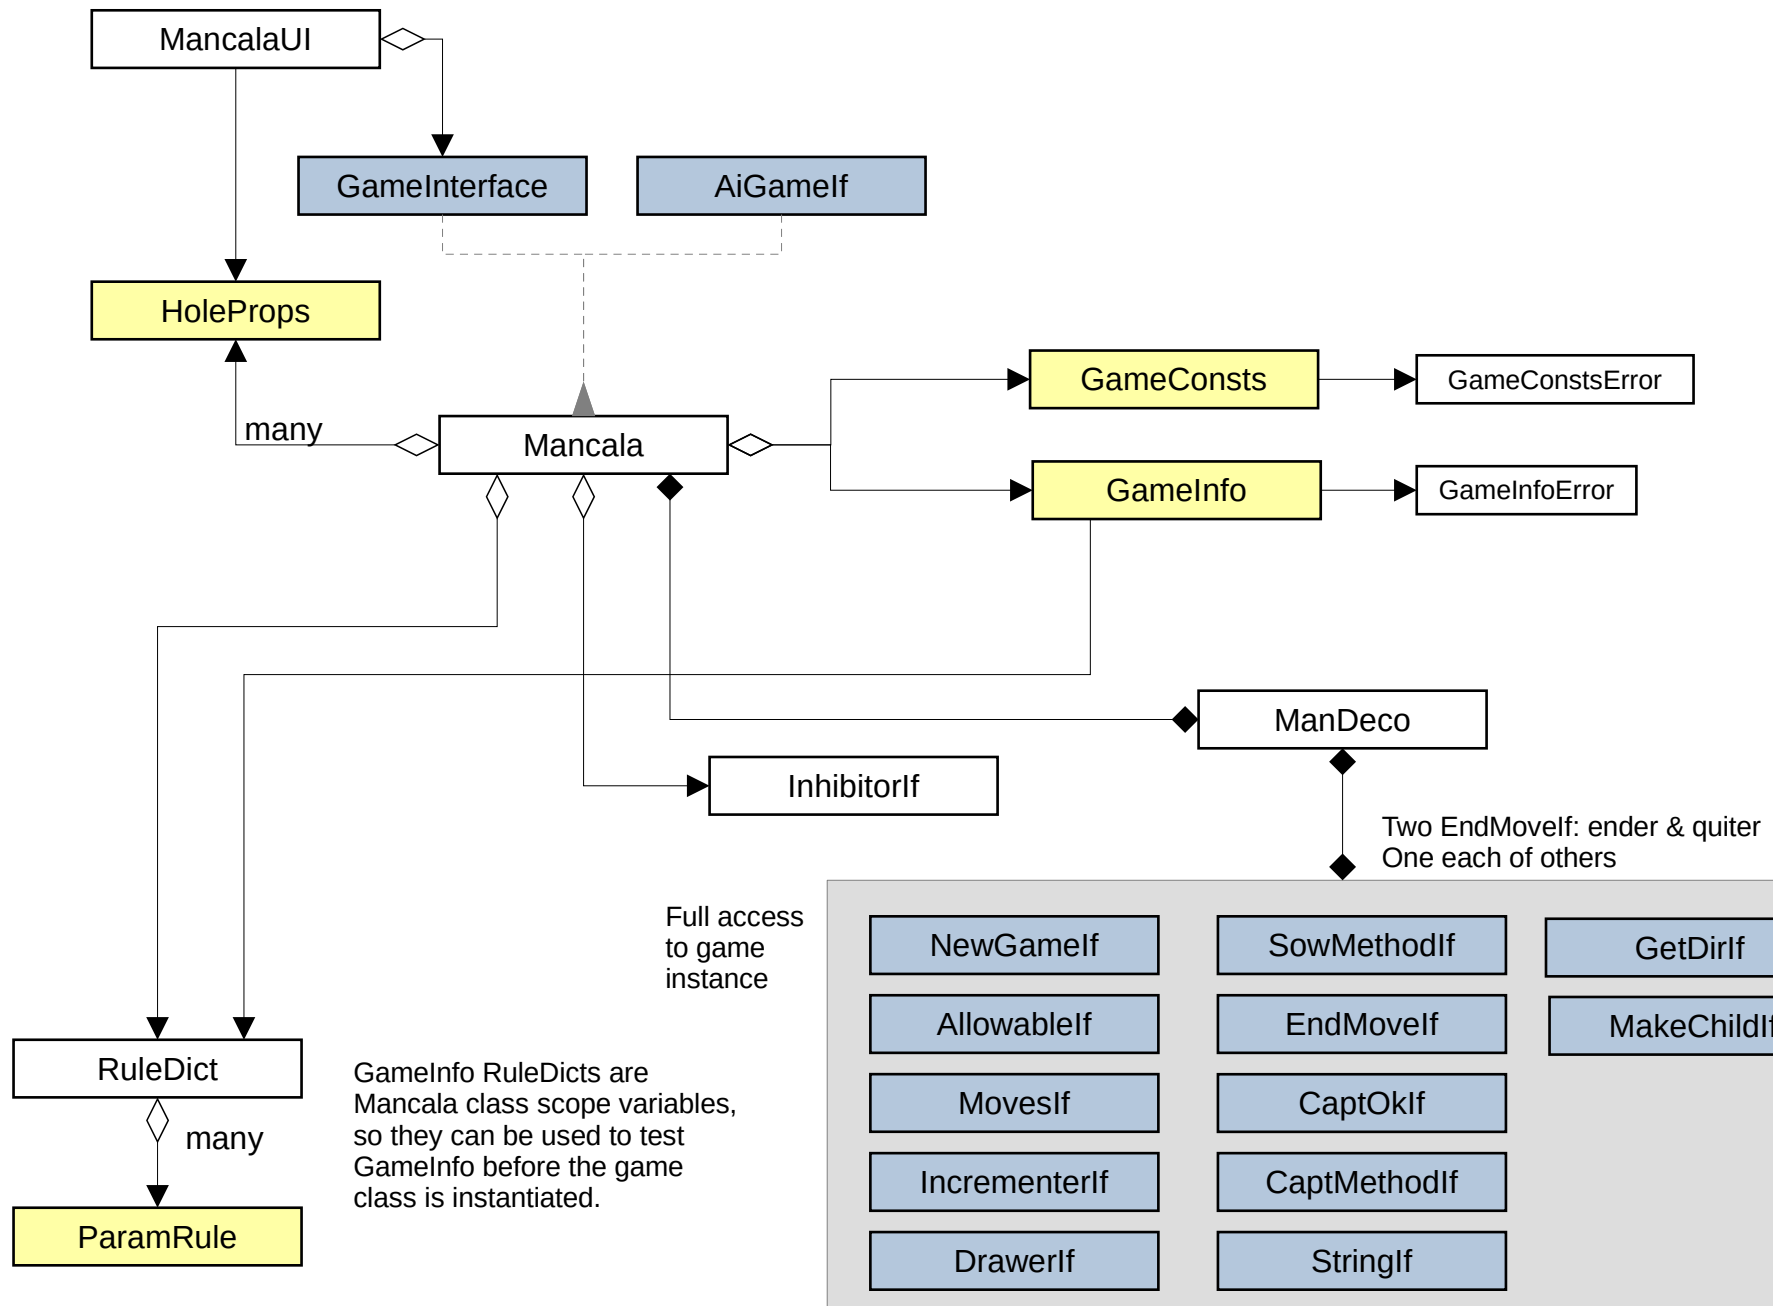 MancalaUI
GameInterface
AiGameIf
HoleProps
GameConsts
GameConstsError
many
Mancala
GameInfo
GameInfoError
ManDeco
InhibitorIf
Two EndMoveIf: ender & quiter
One each of others
Full access
to game
instance
NewGameIf
SowMethodIf
GetDirIf
AllowableIf
EndMoveIf
MakeChildIf
RuleDict
GameInfo RuleDicts are
Mancala class scope variables,
so they can be used to test
GameInfo before the game
class is instantiated.
MovesIf
CaptOkIf
many
IncrementerIf
CaptMethodIf
ParamRule
DrawerIf
StringIf